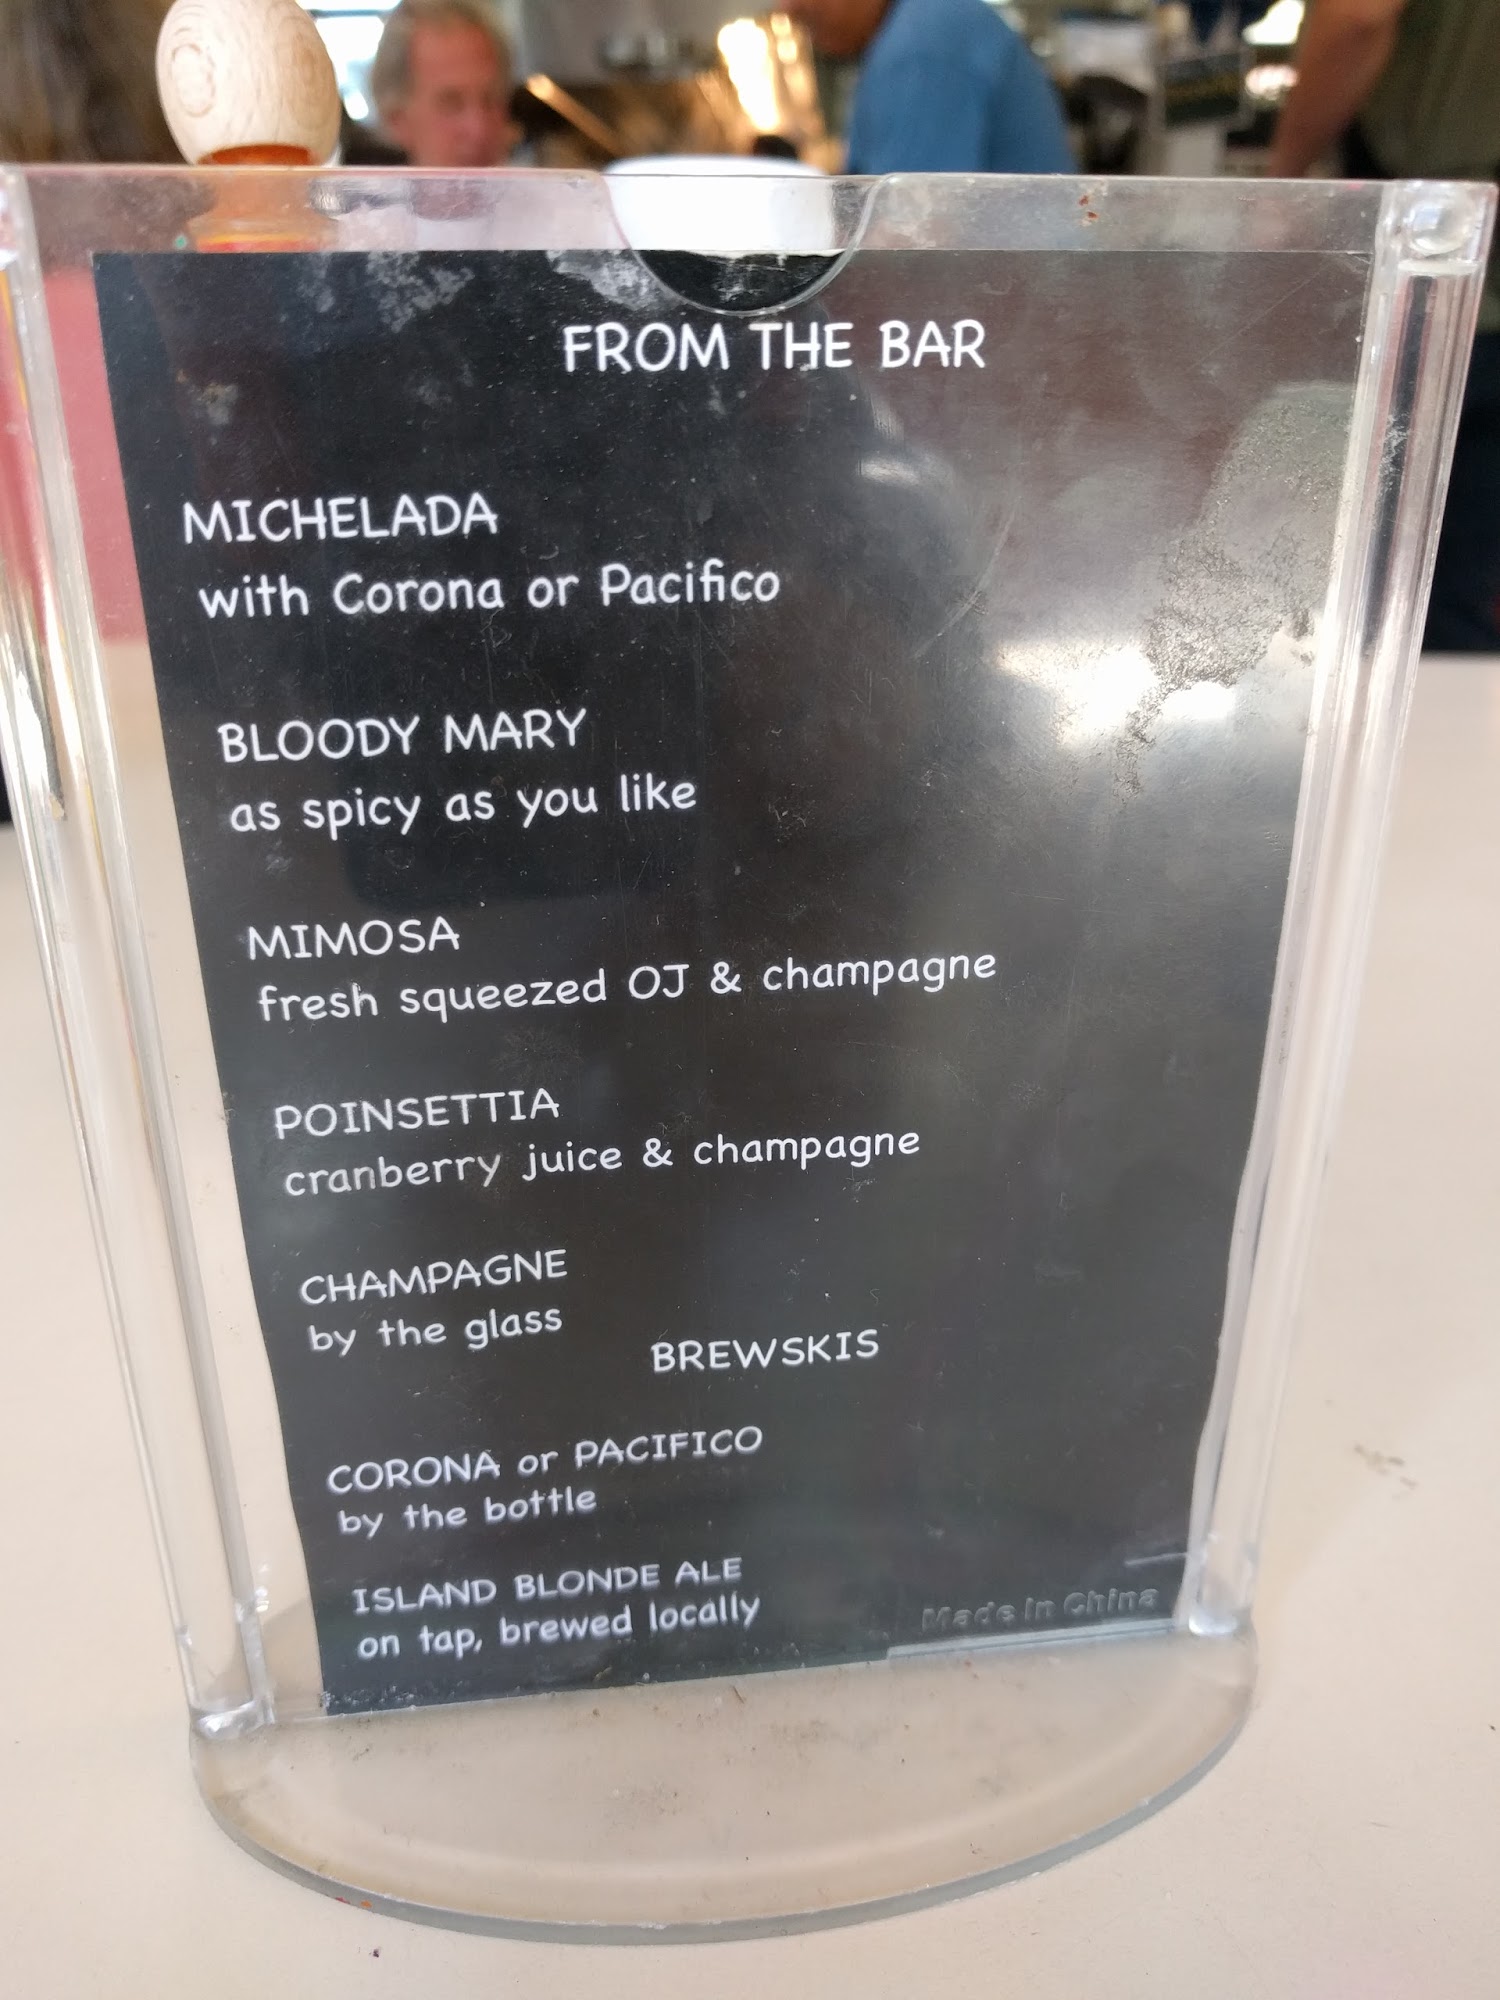 FROM THE BAR
MICHELADA
with Corona or Pacifico
BLOODY MARY
as spicy as you like
MIMOSA
fresh squeezed OJ & champagne
POINSETTIA
cranberry juice & champagne
CHAMPAGNE
by the glass
BREWSKIS
CORONA or PACIFICO
by the bottle
ISLAND BLONDE ALE
on tap, brewed locally
Made In China